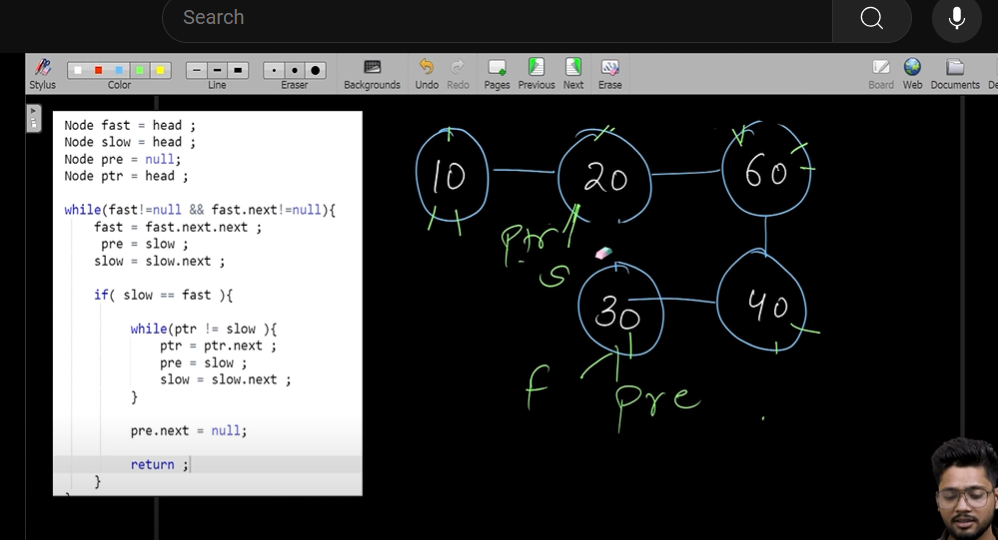 Search
Stylus Color Line Eraser Backgrounds Undo Redo Pages Previous Next Erase Board Web Documents De
Node fast = head ;
Node slow = head ;
Node pre = null;
Node ptr = head ;
while(fast!=null && fast.next!=null){
fast = fast.next.next ;
pre = slow ;
slow = slow.next ;
if( slow == fast ){
while(ptr != slow ){
ptr = ptr.next ;
pre = slow ;
slow = slow.next ;
}
pre.next = null;
return ;
}
10 20 60
Ptr
S
30 40
f pre